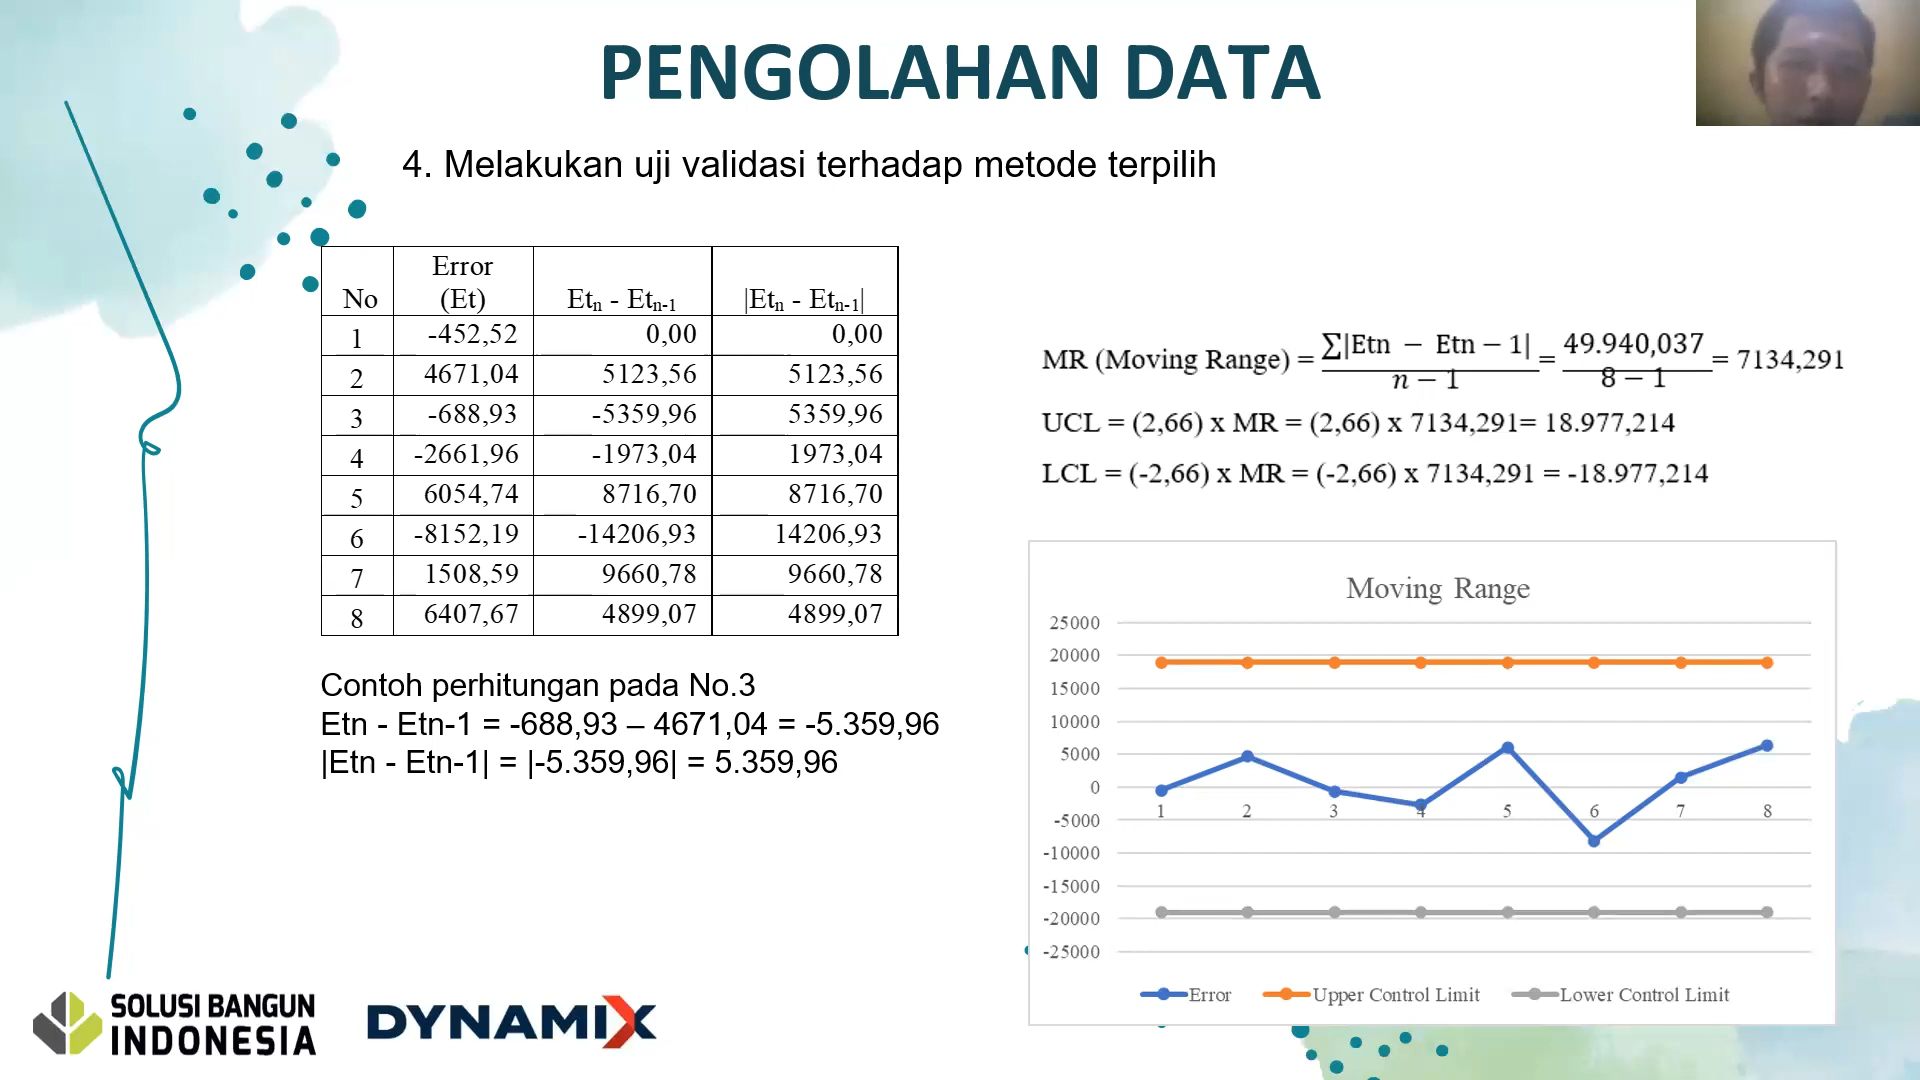 PENGOLAHAN DATA
4. Melakukan uji validasi terhadap metode terpilih
No Error (Et) Etn - Etn-1 |Etn - Etn-1|
1 -452,52 0,00 0,00
2 4671,04 5123,56 5123,56
3 -688,93 -5359,96 5359,96
4 -2661,96 -1973,04 1973,04
5 6054,74 8716,70 8716,70
6 -8152,19 -14206,93 14206,93
7 1508,59 9660,78 9660,78
8 6407,67 4899,07 4899,07
Contoh perhitungan pada No.3
Etn - Etn-1 = -688,93 – 4671,04 = -5.359,96
|Etn - Etn-1| = |-5.359,96| = 5.359,96
MR (Moving Range) = ∑|Etn − Etn − 1| / n − 1 = 49.940,037 / 8 − 1 = 7134,291
UCL = (2,66) x MR = (2,66) x 7134,291= 18.977,214
LCL = (-2,66) x MR = (-2,66) x 7134,291 = -18.977,214
Moving Range
25000
20000
15000
10000
5000
0
1 2 3 4 5 6 7 8
-5000
-10000
-15000
-20000
-25000
Error Upper Control Limit Lower Control Limit
SOLUSI BANGUN
INDONESIA
DYNAMIX